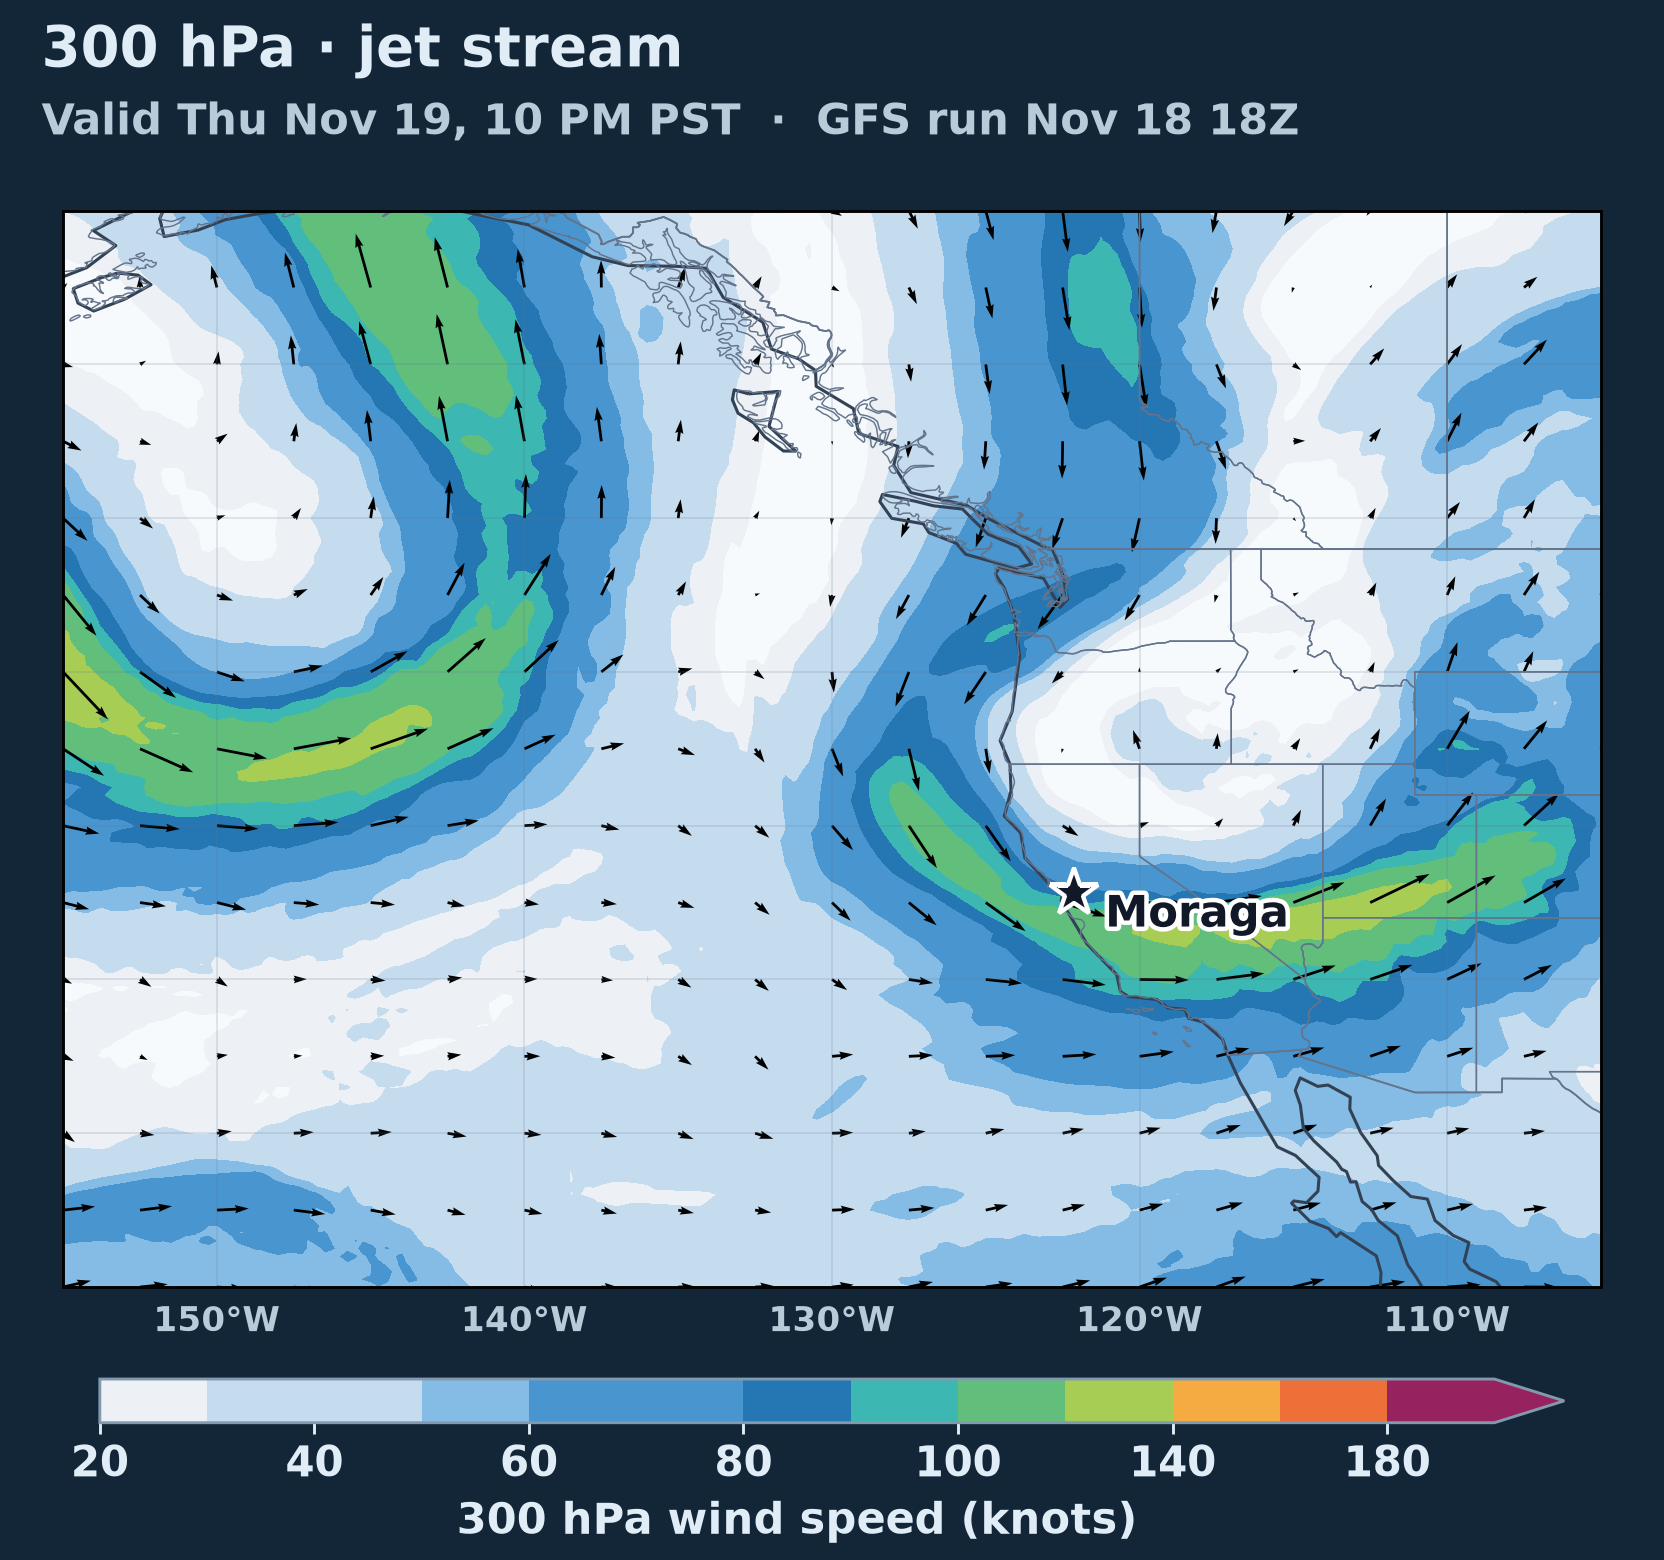 300 hPa · jet stream
Valid Thu Nov 19, 10 PM PST · GFS run Nov 18 18Z
Moraga
150°W 140°W 130°W 120°W 110°W
20 40 60 80 100 140 180
300 hPa wind speed (knots)